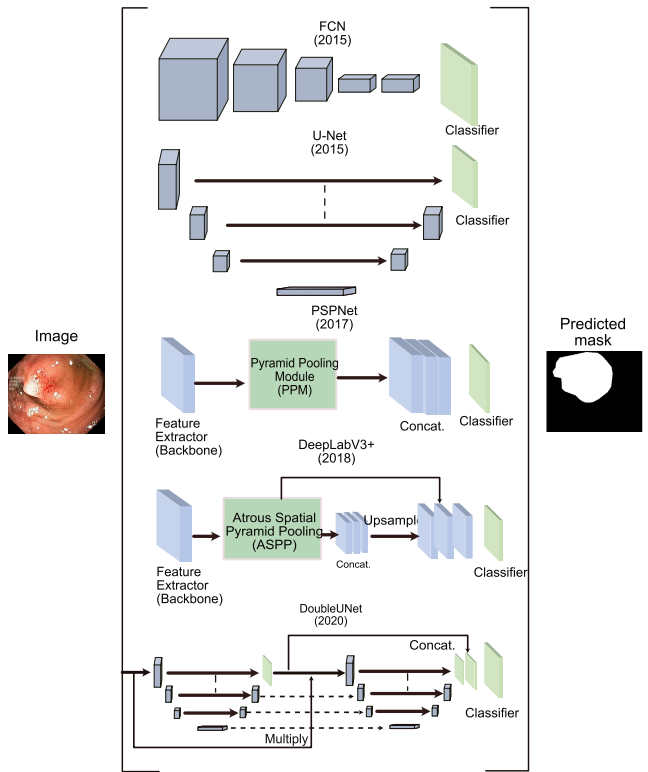 FCN
(2015)
Classifier
U-Net
(2015)
Classifier
PSPNet
(2017)
Image
Predicted
mask
Pyramid Pooling
Module
(PPM)
Feature
Extractor
(Backbone)
Concat.
Classifier
DeepLabV3+
(2018)
Atrous Spatial
Pyramid Pooling
(ASPP)
Upsample
Concat.
Feature
Extractor
(Backbone)
Classifier
DoubleUNet
(2020)
Concat.
Classifier
Multiply